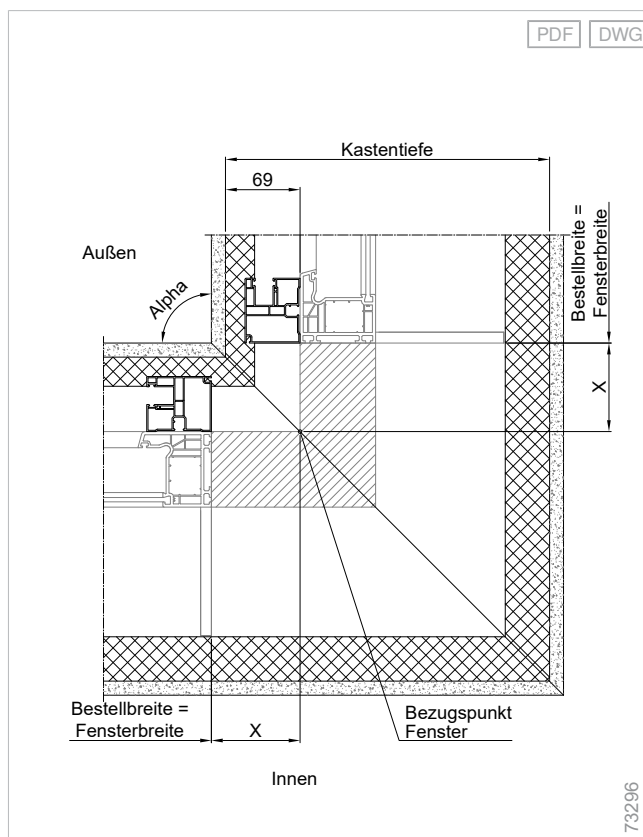 PDF DWG
Kastentiefe
69
Bestellbreite =
Fensterbreite
Außen
Alpha
X
Bestellbreite =
Fensterbreite
X
Bezugspunkt
Fenster
Innen
73296